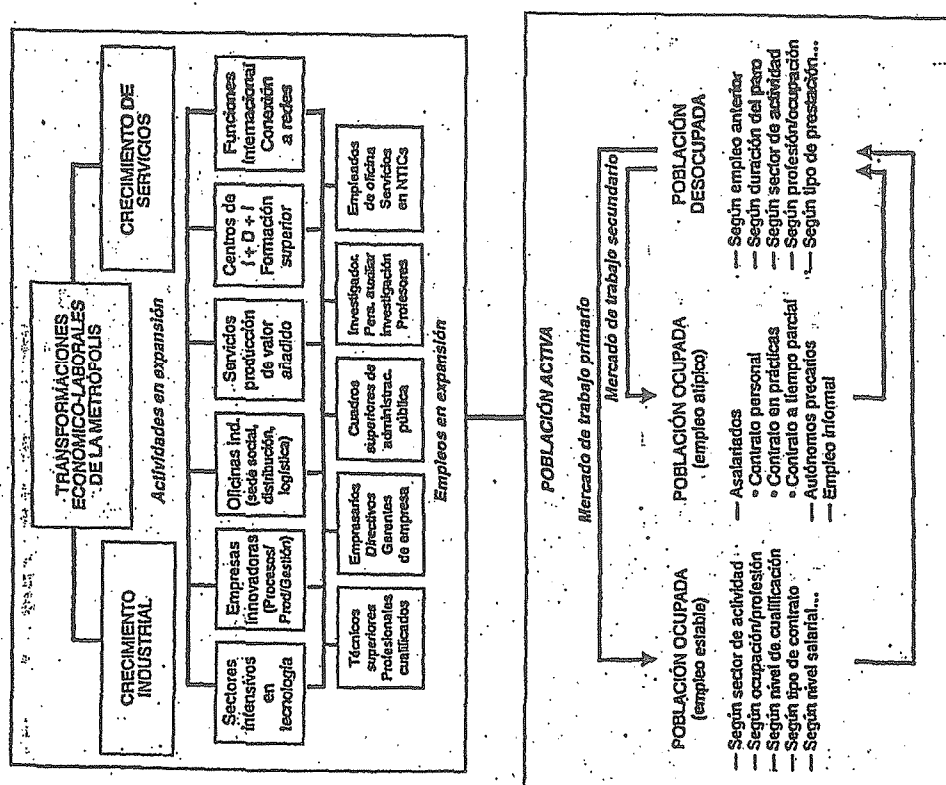 TRANSFORMACIONES
ECONÓMICO-LABORALES
DE LA METRÓPOLIS
CRECIMIENTO
INDUSTRIAL
CRECIMIENTO DE
SERVICIOS
Actividades en expansión
Sectores
intensivos
en
tecnología
Empresas
innovadoras
(Procesos/
Prod/Gestión)
Oficinas ind.
(sede social,
distribución,
logística)
Servicios
producción
de valor
añadido
Centros de
I + D + I
Formación
superior
Funciones
Internacional
Conexión
a redes
Técnicos
superiores
Profesionales
cualificados
Empresarios
Directivos
Gerentes
de empresa
Cuadros
superiores de
administrac.
pública
Investigador.
Pers. auxiliar
investigación
Profesores
Empleados
de oficina
Servicios
en NTICs
Empleos en expansión
POBLACIÓN ACTIVA
Mercado de trabajo primario
Mercado de trabajo secundario
POBLACIÓN OCUPADA
(empleo estable)
— Según sector de actividad
— Según ocupación/profesión
— Según nivel de cualificación
— Según tipo de contrato
— Según nivel salarial...
POBLACIÓN OCUPADA
(empleo atípico)
— Asalariados
• Contrato personal
• Contrato en prácticas
• Contrato a tiempo parcial
— Autónomos precarios
— Empleo informal
POBLACIÓN
DESOCUPADA
— Según empleo anterior
— Según duración del paro
— Según sector de actividad
— Según profesión/ocupación
— Según tipo de prestación...